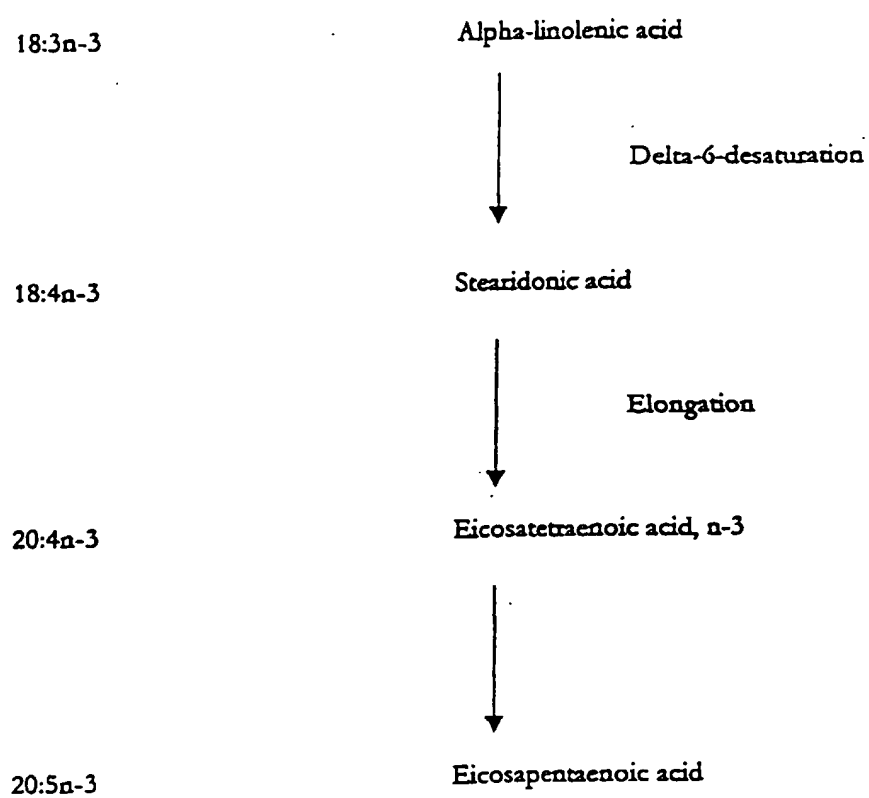 18:3n-3 Alpha-linolenic acid
Delta-6-desaturation
18:4n-3 Stearidonic acid
Elongation
20:4n-3 Eicosatetraenoic acid, n-3
20:5n-3 Eicosapentaenoic acid